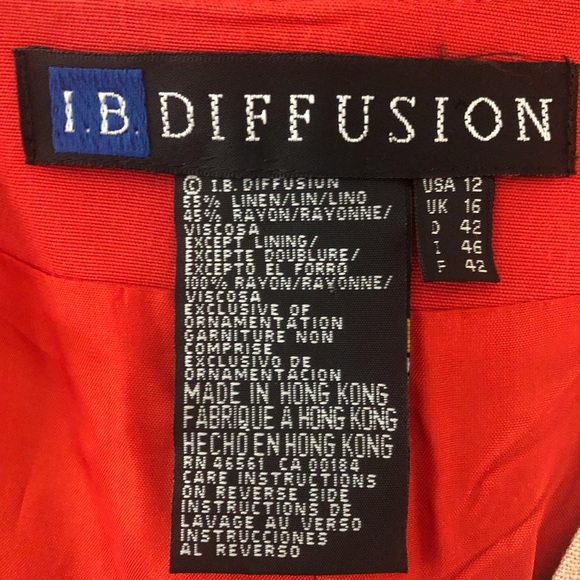 I.B. DIFFUSION
© I.B. DIFFUSION
55% LINEN/LIN/LINO
45% RAYON/RAYONNE/
VISCOSA
EXCEPT LINING/
EXCEPTE DOUBLURE/
EXCEPTO EL FORRO
100% RAYON/RAYONNE/
VISCOSA
EXCLUSIVE OF
ORNAMENTATION
GARNITURE NON
COMPRISE
EXCLUSIVO DE
ORNAMENTACION
MADE IN HONG KONG
FABRIQUE A HONG KONG
HECHO EN HONG KONG
RN 46561 CA 00184
CARE INSTRUCTIONS
ON REVERSE SIDE
INSTRUCTIONS DE
LAVAGE AU VERSO
INSTRUCCIONES
AL REVERSO
USA 12
UK 16
D 42
I 46
F 42